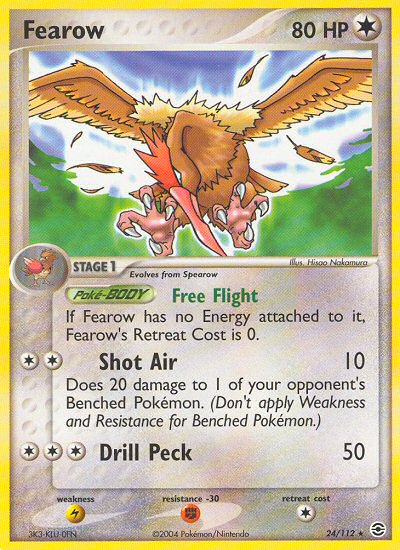 Fearow 80 HP
Illus. Hisao Nakamura
STAGE 1
Evolves from Spearow
Poké-BODY Free Flight
If Fearow has no Energy attached to it,
Fearow's Retreat Cost is 0.
Shot Air 10
Does 20 damage to 1 of your opponent's
Benched Pokémon. (Don't apply Weakness
and Resistance for Benched Pokémon.)
Drill Peck 50
weakness resistance -30 retreat cost
3K3-KLU-0FN ©2004 Pokémon/Nintendo 24/112 ★